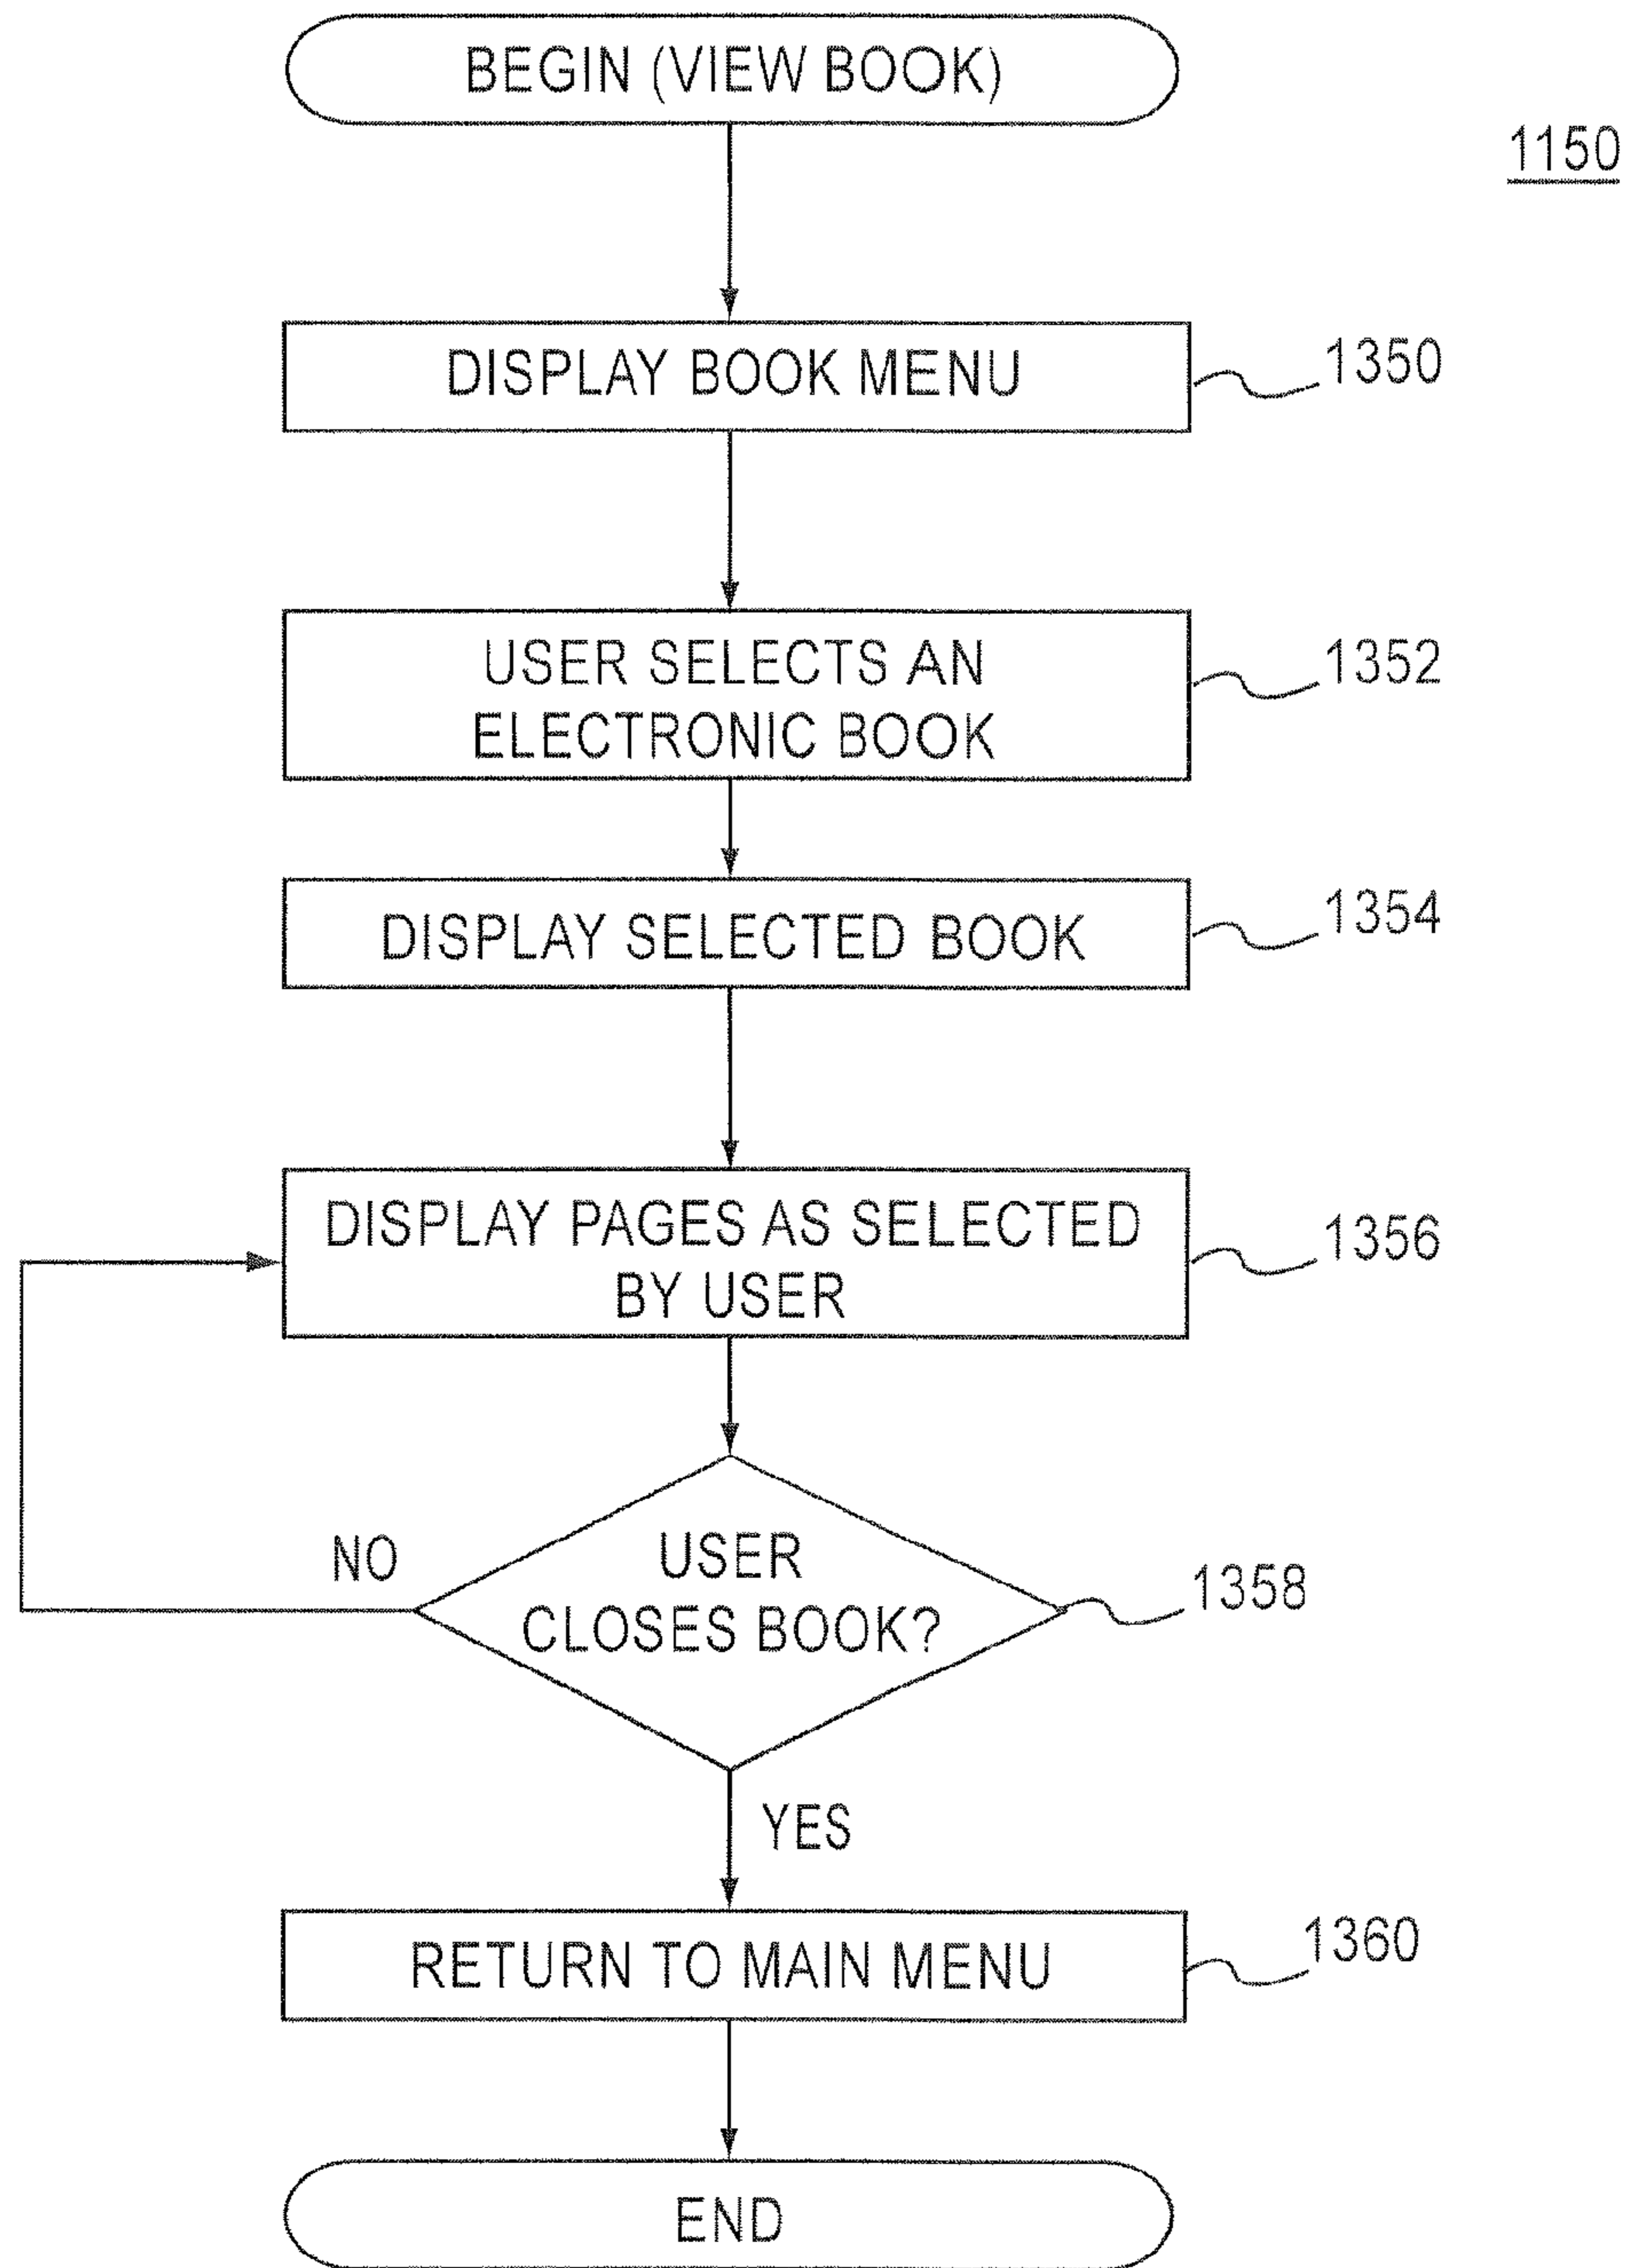 BEGIN (VIEW BOOK)
1150
DISPLAY BOOK MENU
1350
USER SELECTS AN
ELECTRONIC BOOK
1352
DISPLAY SELECTED BOOK
1354
DISPLAY PAGES AS SELECTED
BY USER
1356
USER
CLOSES BOOK?
NO
1358
YES
RETURN TO MAIN MENU
1360
END